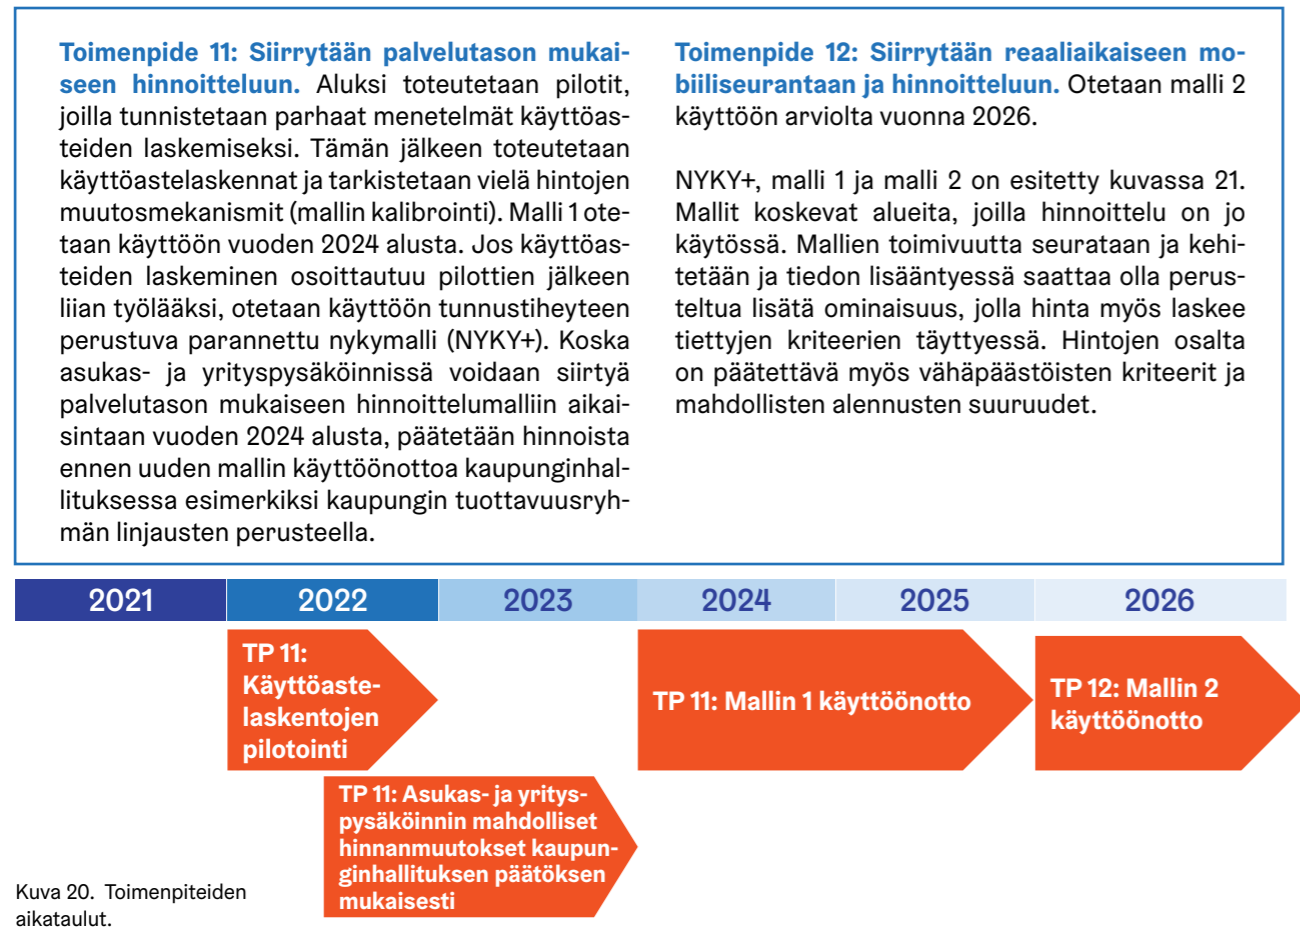 Toimenpide 11: Siirrytään palvelutason mukai-
seen hinnoitteluun. Aluksi toteutetaan pilotit,
joilla tunnistetaan parhaat menetelmät käyttöas-
teiden laskemiseksi. Tämän jälkeen toteutetaan
käyttöastelaskennat ja tarkistetaan vielä hintojen
muutosmekanismit (mallin kalibrointi). Malli 1 ote-
taan käyttöön vuoden 2024 alusta. Jos käyttöas-
teiden laskeminen osoittautuu pilottien jälkeen
liian työlääksi, otetaan käyttöön tunnustiheyteen
perustuva parannettu nykymalli (NYKY+). Koska
asukas- ja yrityspysäköinnissä voidaan siirtyä
palvelutason mukaiseen hinnoittelumalliin aikai-
sintaan vuoden 2024 alusta, päätetään hinnoista
ennen uuden mallin käyttöönottoa kaupunginhal-
lituksessa esimerkiksi kaupungin tuottavuusryh-
män linjausten perusteella.
Toimenpide 12: Siirrytään reaaliaikaiseen mo-
biiliseurantaan ja hinnoitteluun. Otetaan malli 2
käyttöön arviolta vuonna 2026.
NYKY+, malli 1 ja malli 2 on esitetty kuvassa 21.
Mallit koskevat alueita, joilla hinnoittelu on jo
käytössä. Mallien toimivuutta seurataan ja kehi-
tetään ja tiedon lisääntyessä saattaa olla perus-
teltua lisätä ominaisuus, jolla hinta myös laskee
tiettyjen kriteerien täyttyessä. Hintojen osalta
on päätettävä myös vähäpäästöisten kriteerit ja
mahdollisten alennusten suuruudet.
2021 2022 2023 2024 2025 2026
TP 11:
Käyttöaste-
laskentojen
pilotointi
TP 11: Mallin 1 käyttöönotto
TP 12: Mallin 2
käyttöönotto
TP 11: Asukas- ja yritys-
pysäköinnin mahdolliset
hinnanmuutokset kaupun-
ginhallituksen päätöksen
mukaisesti
Kuva 20. Toimenpiteiden
aikataulut.